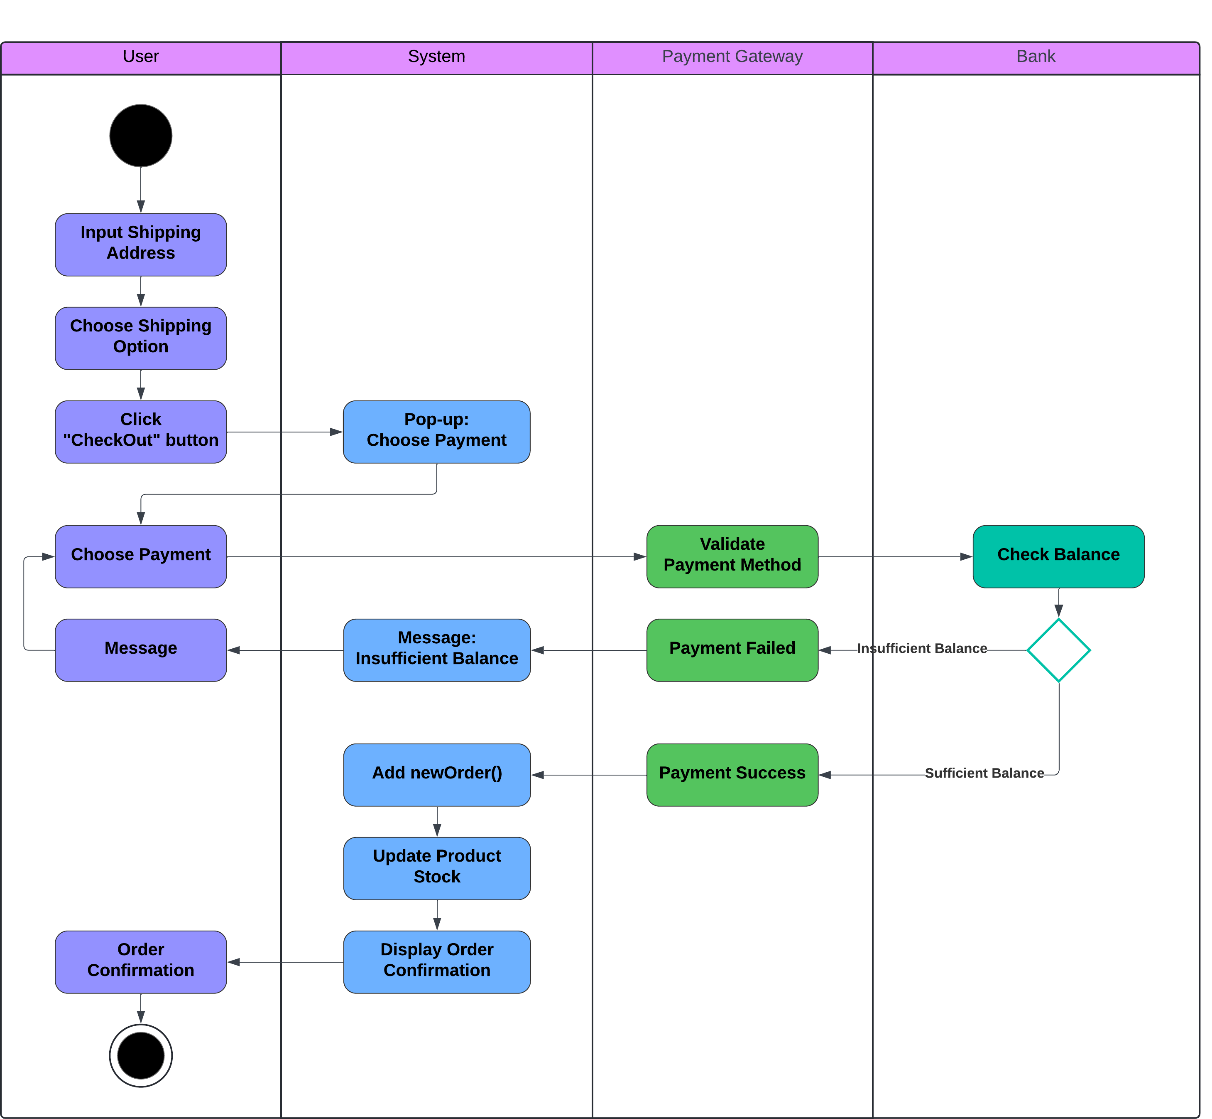 User
System
Payment Gateway
Bank
Input Shipping
Address
Choose Shipping
Option
Click
"CheckOut" button
Pop-up:
Choose Payment
Choose Payment
Validate
Payment Method
Check Balance
Message
Message:
Insufficient Balance
Payment Failed
Insufficient Balance
Add newOrder()
Payment Success
Sufficient Balance
Update Product
Stock
Order
Confirmation
Display Order
Confirmation